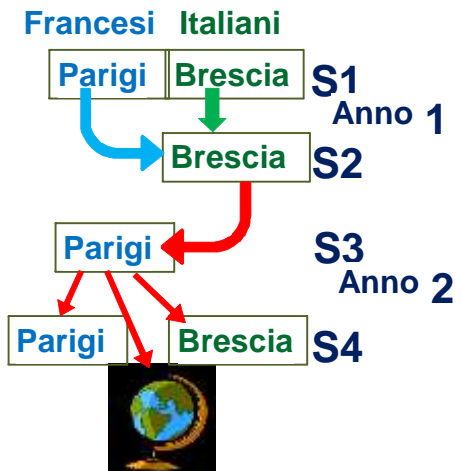 Francesi Italiani
Parigi Brescia S1
Anno 1
Brescia S2
Parigi S3
Anno 2
Parigi Brescia S4